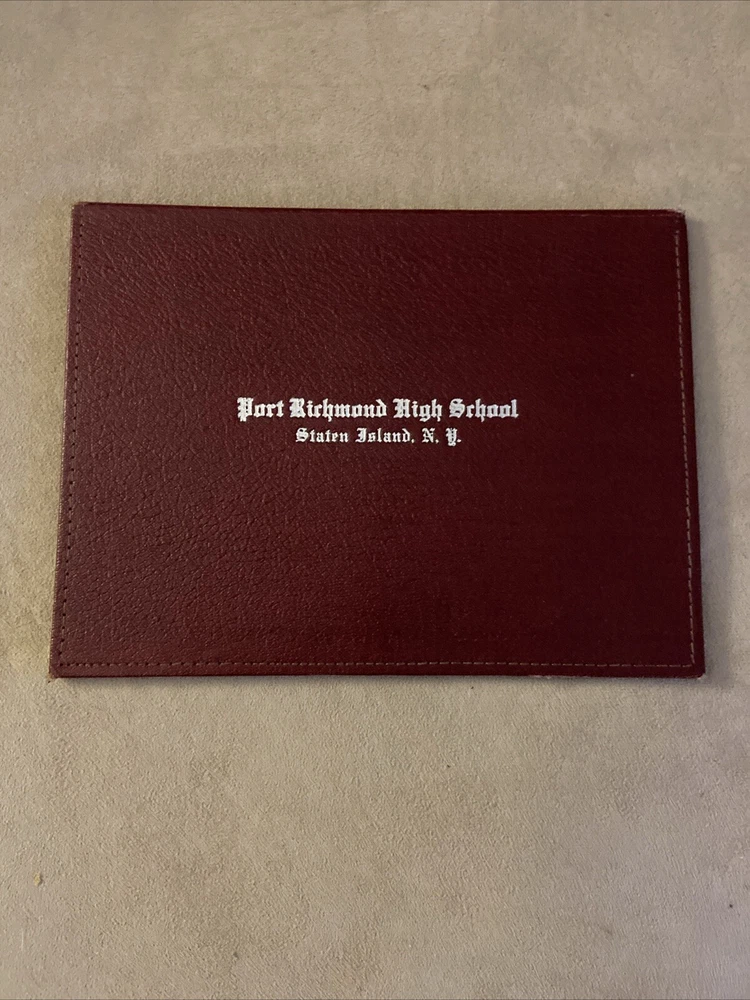 Port Richmond High School
Staten Island, N. Y.